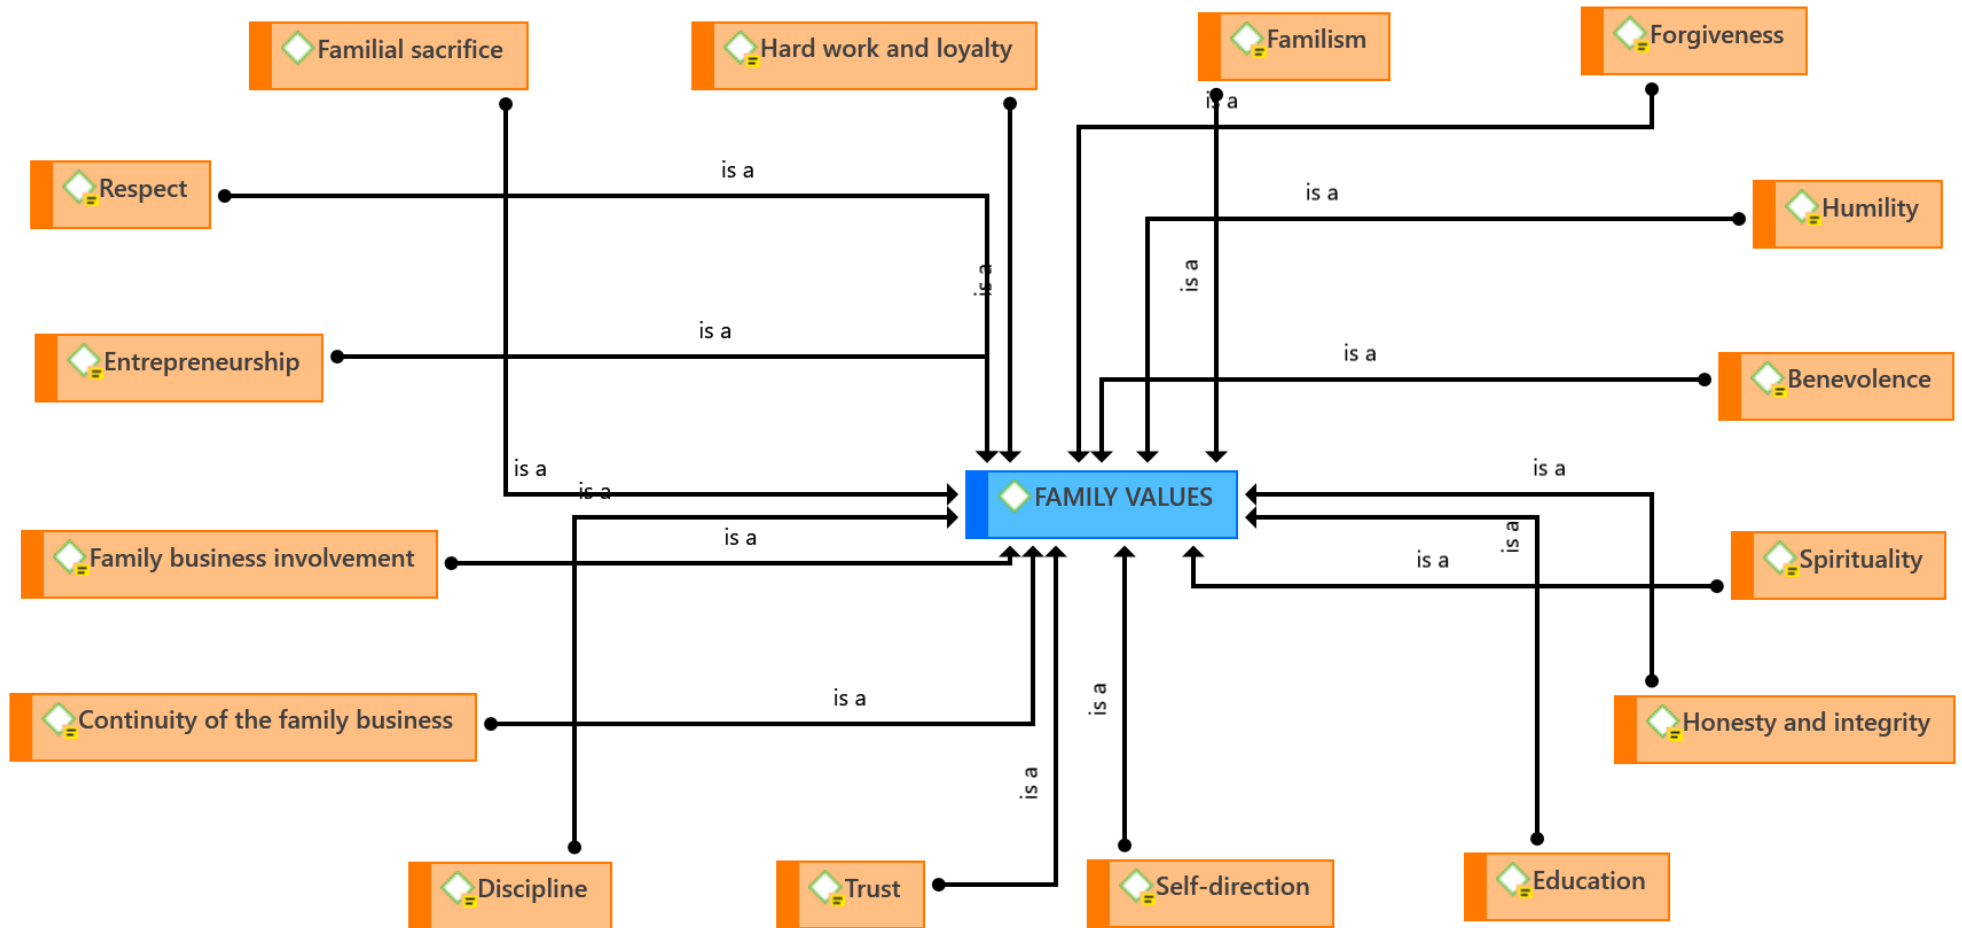 Familial sacrifice
Hard work and loyalty
Familism
Forgiveness
is a
Respect
is a
is a
Humility
is a
is a
Entrepreneurship
is a
is a
Benevolence
is a
is a
is a
FAMILY VALUES
is a
is a
Family business involvement
is a
Spirituality
is a
Continuity of the family business
is a
is a
Honesty and integrity
Discipline
Trust
Self-direction
Education